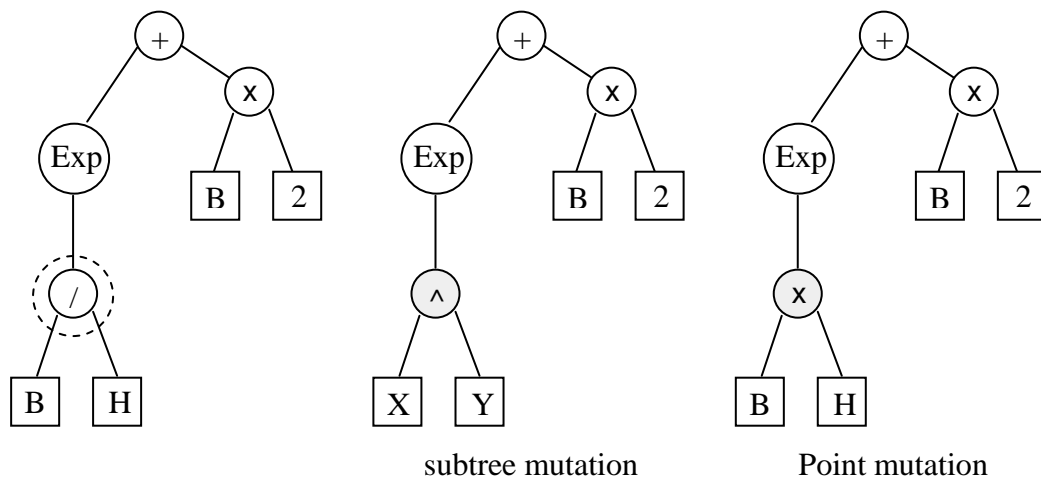 + + +
x x x
Exp Exp Exp
B 2 B 2 B 2
/ ^ x
B H X Y B H
subtree mutation Point mutation